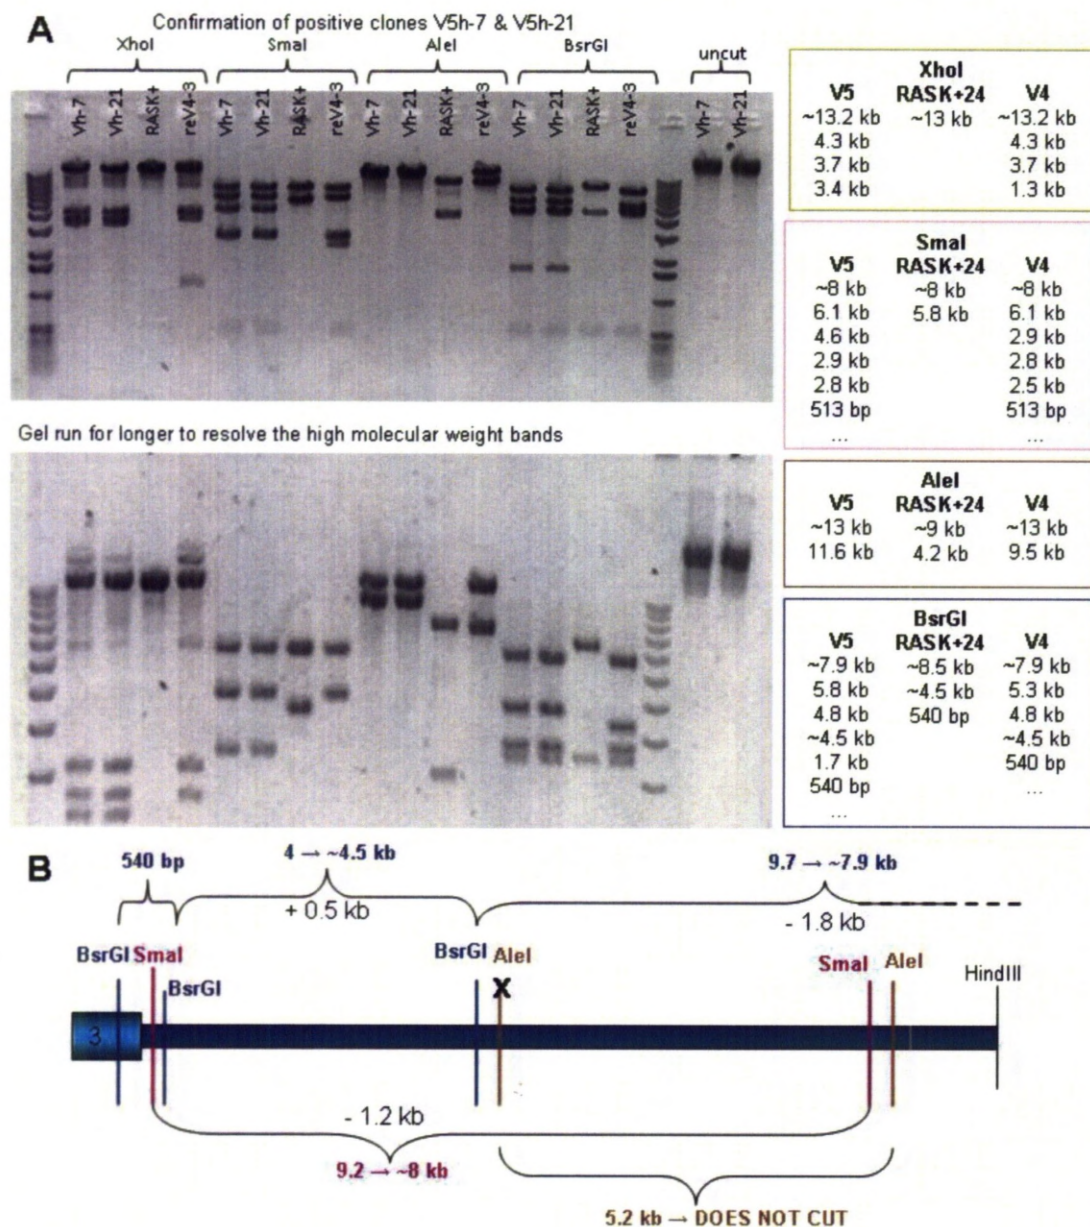 A
Confirmation of positive clones V5h-7 & V5h-21
XhoI SmaI AleI BsrGI uncut
Vh-7 Vh-21 RASK+ reV4-3 Vh-7 Vh-21 RASK+ reV4-3 Vh-7 Vh-21 RASK+ reV4-3 Vh-7 Vh-21 RASK+ reV4-3 Vh-7 Vh-21
XhoI
V5 RASK+24 V4
~13.2 kb ~13 kb ~13.2 kb
4.3 kb 4.3 kb
3.7 kb 3.7 kb
3.4 kb 1.3 kb
SmaI
V5 RASK+24 V4
~8 kb ~8 kb ~8 kb
6.1 kb 5.8 kb 6.1 kb
4.6 kb 2.9 kb
2.9 kb 2.8 kb
2.8 kb 2.5 kb
513 bp 513 bp
... ...
Gel run for longer to resolve the high molecular weight bands
AleI
V5 RASK+24 V4
~13 kb ~9 kb ~13 kb
11.6 kb 4.2 kb 9.5 kb
BsrGI
V5 RASK+24 V4
~7.9 kb ~8.5 kb ~7.9 kb
5.8 kb ~4.5 kb 5.3 kb
4.8 kb 540 bp 4.8 kb
~4.5 kb ~4.5 kb
1.7 kb 540 bp
540 bp ...
...
B
540 bp 4 → ~4.5 kb 9.7 → ~7.9 kb
+ 0.5 kb - 1.8 kb
BsrGI SmaI BsrGI AleI SmaI AleI HindIII
BsrGI X
3
- 1.2 kb
9.2 → ~8 kb
5.2 kb → DOES NOT CUT